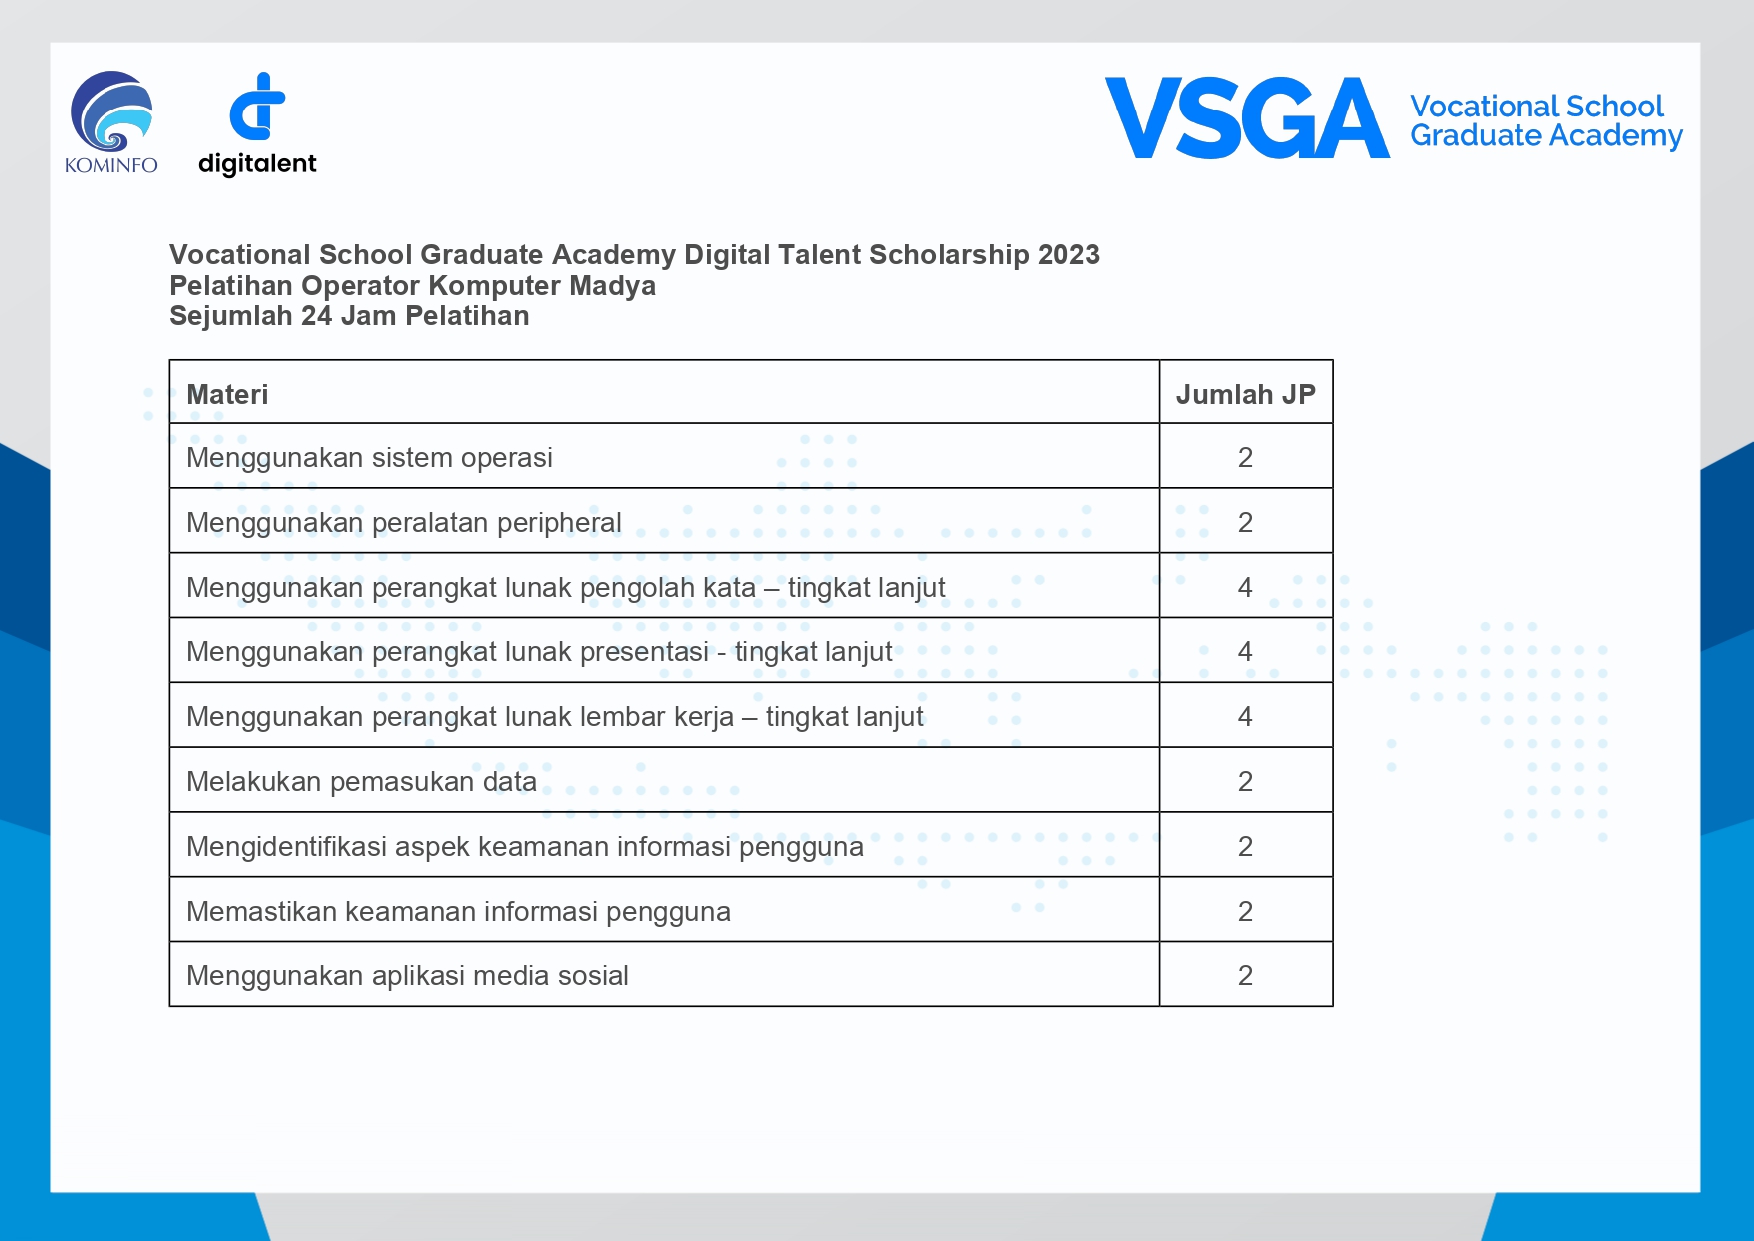 KOMINFO
digitalent
VSGA
Vocational School
Graduate Academy
Vocational School Graduate Academy Digital Talent Scholarship 2023
Pelatihan Operator Komputer Madya
Sejumlah 24 Jam Pelatihan
Materi Jumlah JP
Menggunakan sistem operasi 2
Menggunakan peralatan peripheral 2
Menggunakan perangkat lunak pengolah kata – tingkat lanjut 4
Menggunakan perangkat lunak presentasi - tingkat lanjut 4
Menggunakan perangkat lunak lembar kerja – tingkat lanjut 4
Melakukan pemasukan data 2
Mengidentifikasi aspek keamanan informasi pengguna 2
Memastikan keamanan informasi pengguna 2
Menggunakan aplikasi media sosial 2